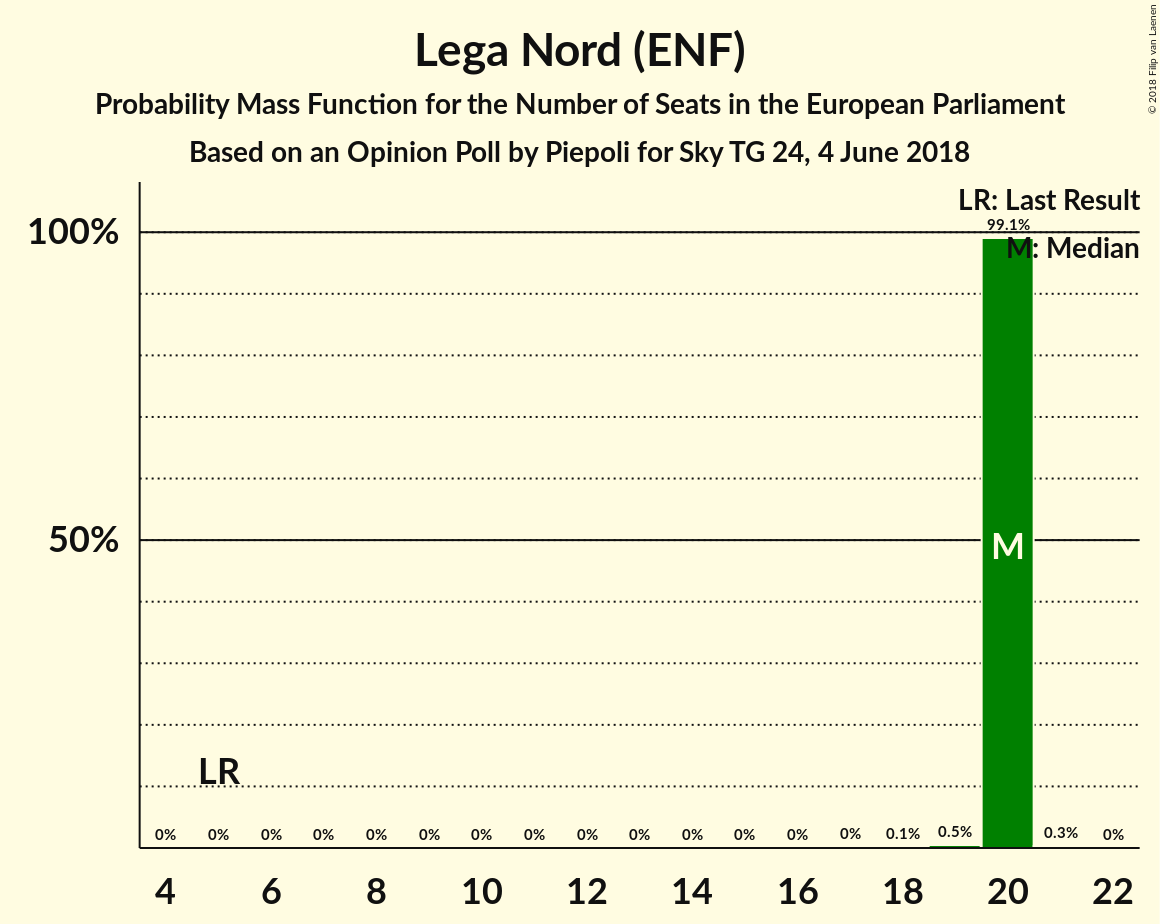 Lega Nord (ENF)
Probability Mass Function for the Number of Seats in the European Parliament
Based on an Opinion Poll by Piepoli for Sky TG 24, 4 June 2018
© 2018 Filip van Laenen
LR: Last Result
M: Median
100%
50%
99.1%
M
LR
0% 0% 0% 0% 0% 0% 0% 0% 0% 0% 0% 0% 0% 0% 0.1% 0.5% 0.3% 0%
4 6 8 10 12 14 16 18 20 22